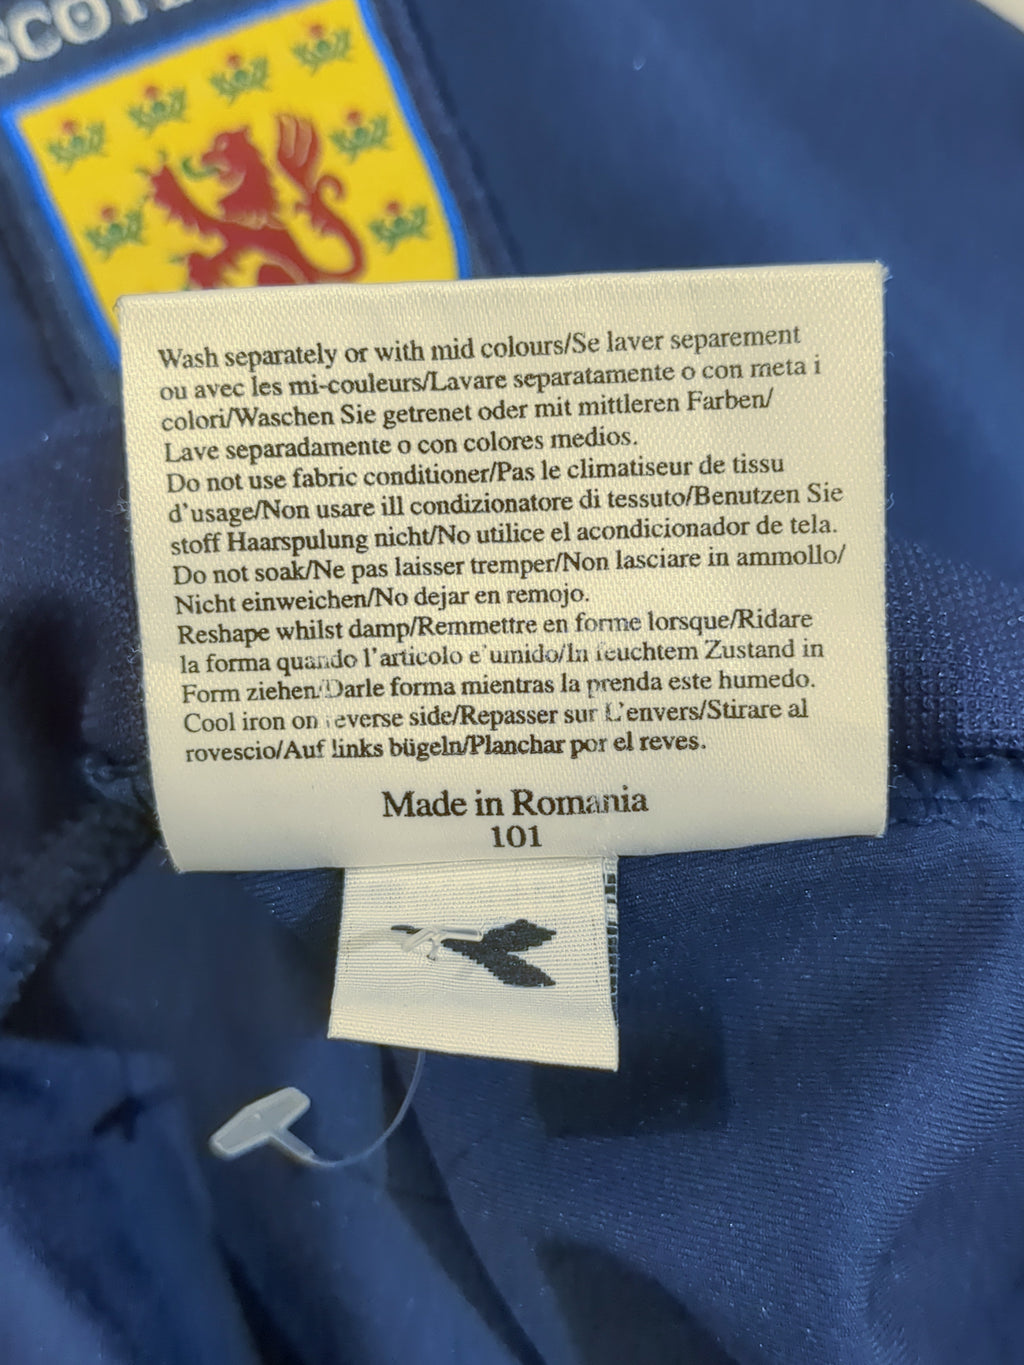 SCOT
Wash separately or with mid colours/Se laver separement
ou avec les mi-couleurs/Lavare separatamente o con meta i
colori/Waschen Sie getrenet oder mit mittleren Farben/
Lave separadamente o con colores medios.
Do not use fabric conditioner/Pas le climatiseur de tissu
d'usage/Non usare ill condizionatore di tessuto/Benutzen Sie
stoff Haarspulung nicht/No utilice el acondicionador de tela.
Do not soak/Ne pas laisser tremper/Non lasciare in ammollo/
Nicht einweichen/No dejar en remojo.
Reshape whilst damp/Remmettre en forme lorsque/Ridare
la forma quando l'articolo e'umido/In feuchtem Zustand in
Form ziehen/Darle forma mientras la prenda este humedo.
Cool iron on reverse side/Repasser sur L'envers/Stirare al
rovescio/Auf links bügeln/Planchar por el reves.
Made in Romania
101